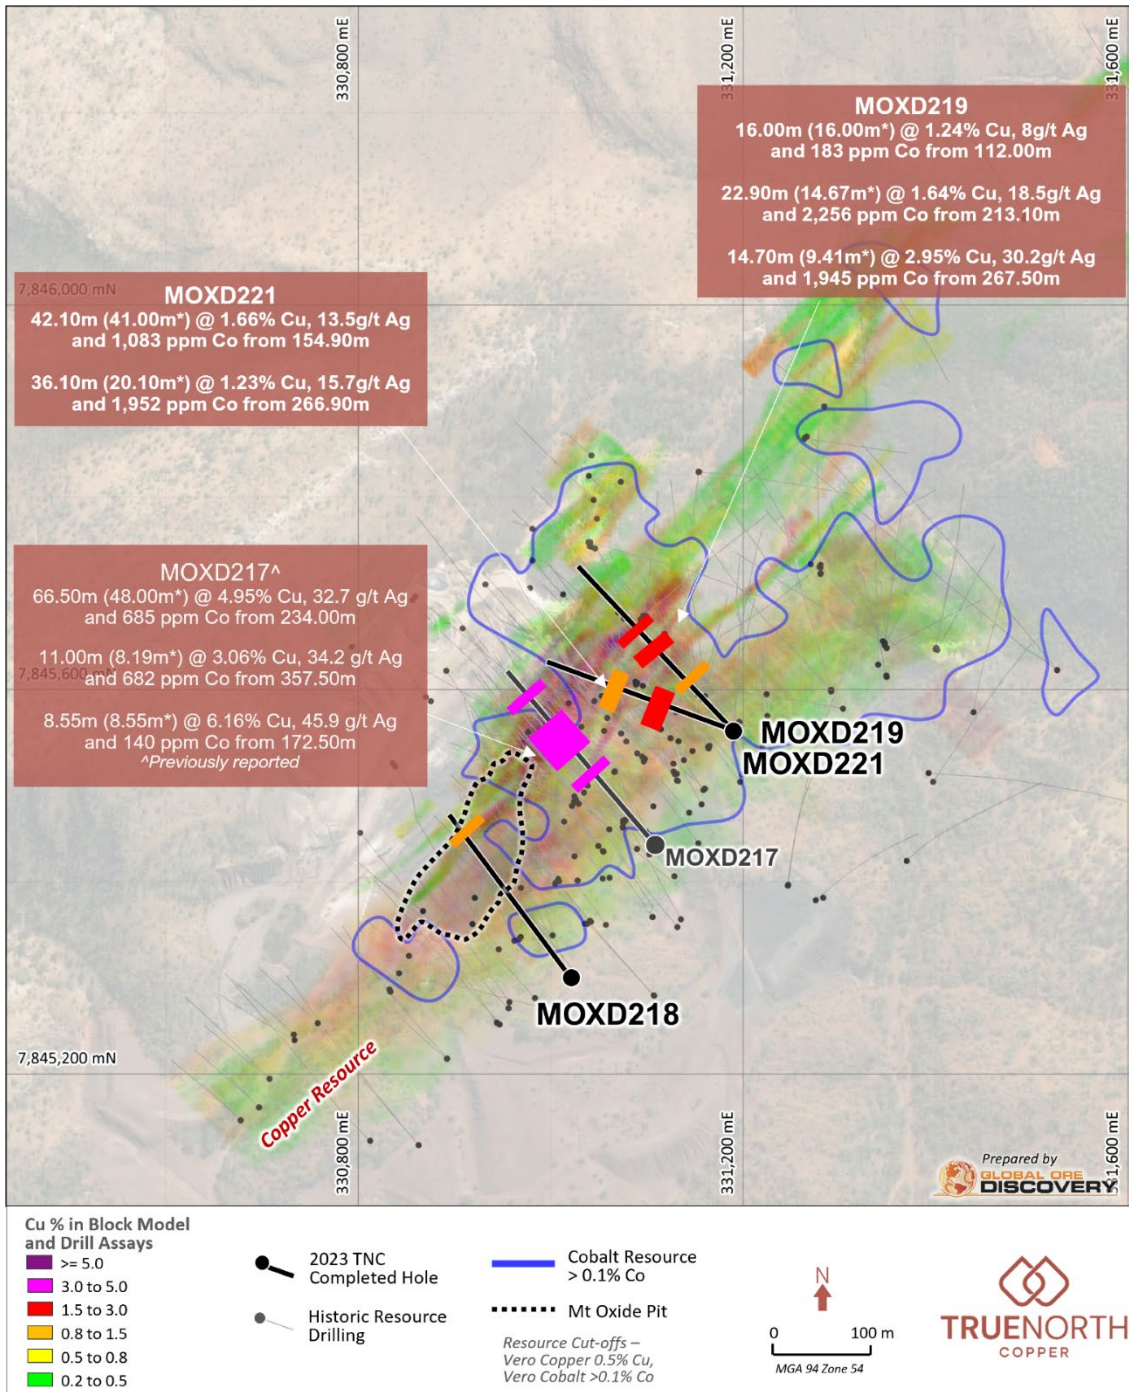 330,800 mE
331,200 mE
331,600 mE
MOXD219
16.00m (16.00m*) @ 1.24% Cu, 8g/t Ag
and 183 ppm Co from 112.00m
22.90m (14.67m*) @ 1.64% Cu, 18.5g/t Ag
and 2,256 ppm Co from 213.10m
14.70m (9.41m*) @ 2.95% Cu, 30.2g/t Ag
and 1,945 ppm Co from 267.50m
7,846,000 mN
MOXD221
42.10m (41.00m*) @ 1.66% Cu, 13.5g/t Ag
and 1,083 ppm Co from 154.90m
36.10m (20.10m*) @ 1.23% Cu, 15.7g/t Ag
and 1,952 ppm Co from 266.90m
MOXD217^
66.50m (48.00m*) @ 4.95% Cu, 32.7 g/t Ag
and 685 ppm Co from 234.00m
11.00m (8.19m*) @ 3.06% Cu, 34.2 g/t Ag
and 682 ppm Co from 357.50m
7,845,600 mN
8.55m (8.55m*) @ 6.16% Cu, 45.9 g/t Ag
and 140 ppm Co from 172.50m
^Previously reported
MOXD219
MOXD221
MOXD217
MOXD218
7,845,200 mN
Copper Resource
330,800 mE
331,200 mE
331,600 mE
Prepared by
GLOBAL ORE
DISCOVERY
Cu % in Block Model
and Drill Assays
>= 5.0
3.0 to 5.0
1.5 to 3.0
0.8 to 1.5
0.5 to 0.8
0.2 to 0.5
2023 TNC
Completed Hole
Historic Resource
Drilling
Cobalt Resource
> 0.1% Co
Mt Oxide Pit
Resource Cut-offs –
Vero Copper 0.5% Cu,
Vero Cobalt >0.1% Co
N
0 100 m
MGA 94 Zone 54
TRUENORTH
COPPER